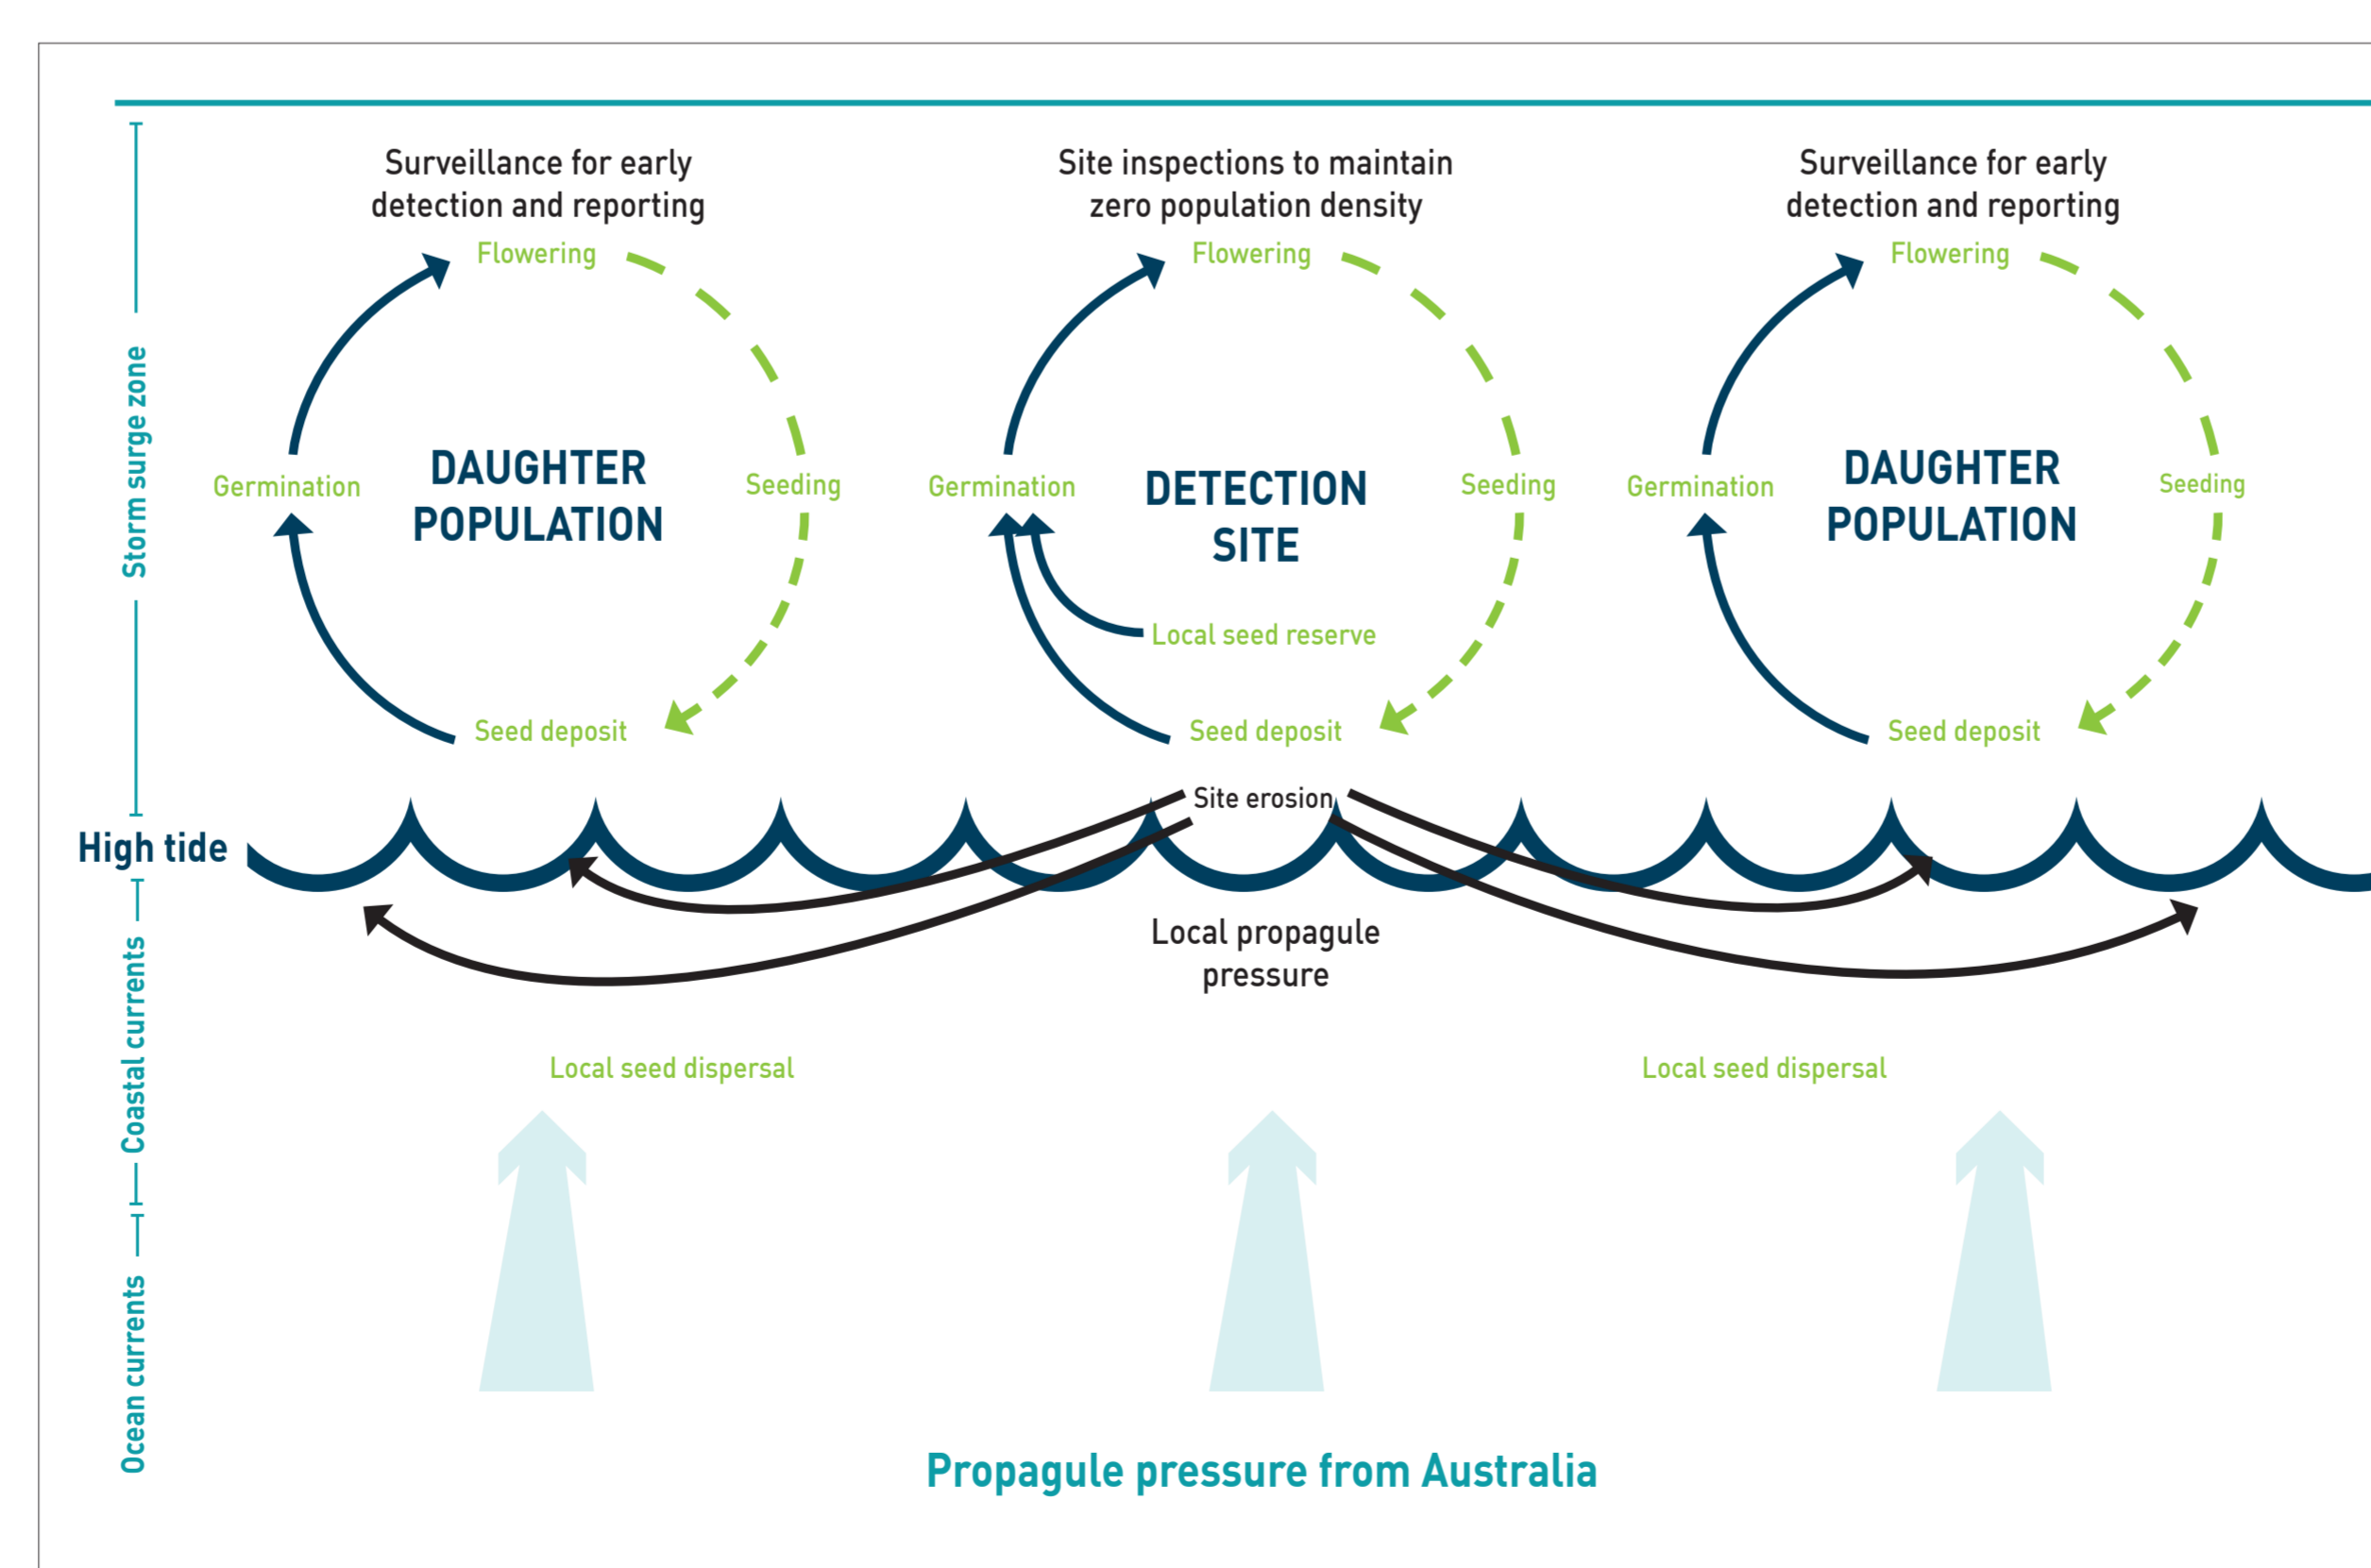 Surveillance for early
detection and reporting
Site inspections to maintain
zero population density
Surveillance for early
detection and reporting
Flowering
Flowering
Flowering
Storm surge zone
Germination
DAUGHTER
POPULATION
Seeding
Germination
DETECTION
SITE
Seeding
Germination
DAUGHTER
POPULATION
Seeding
Local seed reserve
Seed deposit
Seed deposit
Seed deposit
Site erosion
High tide
Local propagule
pressure
Coastal currents
Local seed dispersal
Local seed dispersal
Ocean currents
Propagule pressure from Australia